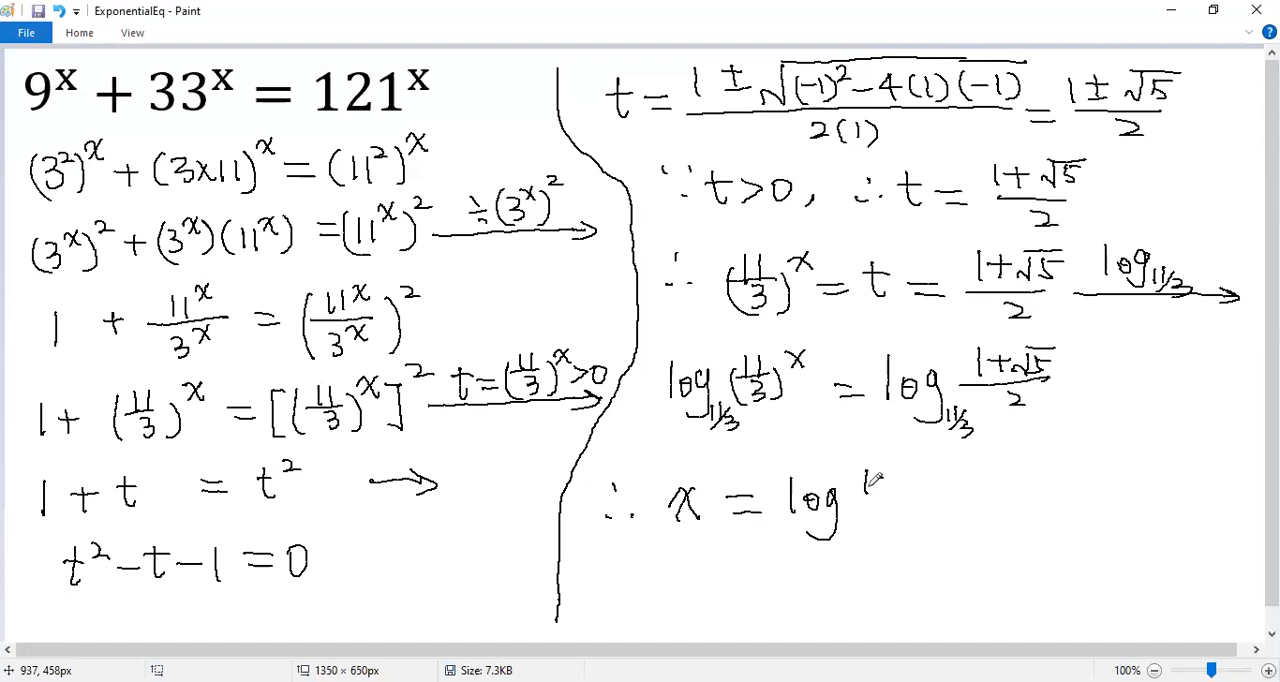 ExponentialEq - Paint
File Home View
9^x + 33^x = 121^x
(3^2)^x + (3×11)^x = (11^2)^x
(3^x)^2 + (3^x)(11^x) = (11^x)^2 ÷(3^x)^2 →
1 + 11^x/3^x = (11^x/3^x)^2
1 + (11/3)^x = [(11/3)^x]^2 t = (11/3)^x > 0 →
1 + t = t^2 →
t^2 - t - 1 = 0
t = (1 ± √((-1)^2 - 4(1)(-1)))/2(1) = (1 ± √5)/2
∵ t > 0, ∴ t = (1 + √5)/2
∴ (11/3)^x = t = (1 + √5)/2 log_{11/3} →
log_{11/3} (11/3)^x = log_{11/3} (1 + √5)/2
∴ x = log
937, 458px 1350 × 650px Size: 7.3KB 100%